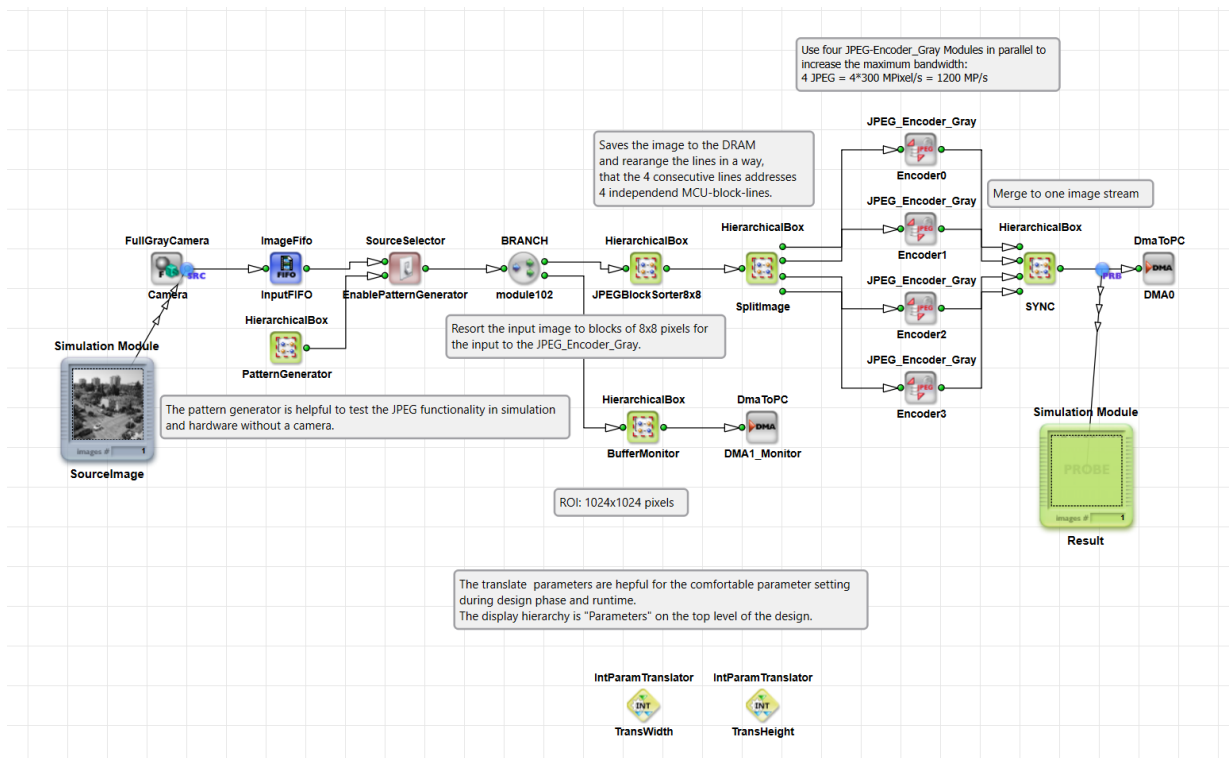 Use four JPEG-Encoder_Gray Modules in parallel to
increase the maximum bandwidth:
4 JPEG = 4*300 MPixel/s = 1200 MP/s
JPEG_Encoder_Gray
Encoder0
Saves the image to the DRAM
and rearange the lines in a way,
that the 4 consecutive lines addresses
4 independend MCU-block-lines.
Merge to one image stream
JPEG_Encoder_Gray
Encoder1
FullGrayCamera
SRC
Camera
ImageFifo
FIFO
InputFIFO
SourceSelector
EnablePatternGenerator
BRANCH
module102
HierarchicalBox
JPEGBlockSorter8x8
HierarchicalBox
SplitImage
JPEG_Encoder_Gray
Encoder2
HierarchicalBox
SYNC
PRB
DmaToPC
DMA
DMA0
HierarchicalBox
PatternGenerator
Resort the input image to blocks of 8x8 pixels for
the input to the JPEG_Encoder_Gray.
JPEG_Encoder_Gray
Encoder3
Simulation Module
images # 1
SourceImage
The pattern generator is helpful to test the JPEG functionality in simulation
and hardware without a camera.
HierarchicalBox
BufferMonitor
DmaToPC
DMA
DMA1_Monitor
Simulation Module
PROBE
images # 1
Result
ROI: 1024x1024 pixels
The translate  parameters are hepful for the comfortable parameter setting
during design phase and runtime.
The display hierarchy is "Parameters" on the top level of the design.
IntParamTranslator
INT
TransWidth
IntParamTranslator
INT
TransHeight